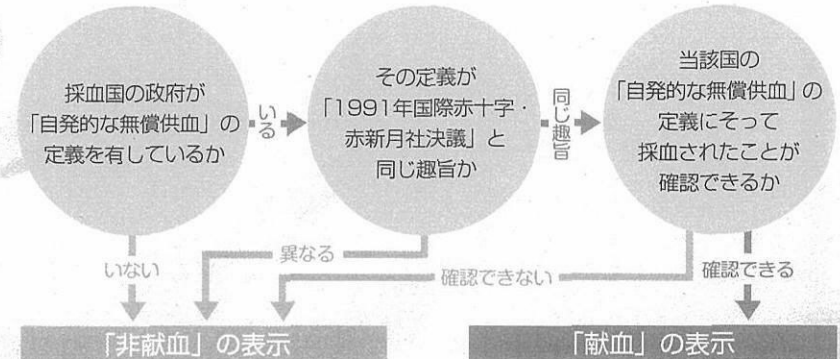 採血国の政府が
「自発的な無償供血」の
定義を有しているか
いる
その定義が
「1991年国際赤十字・
赤新月社決議」と
同じ趣旨か
同じ趣旨
当該国の
「自発的な無償供血」の
定義にそって
採血されたことが
確認できるか
いない
異なる
確認できない
確認できる
「非献血」の表示
「献血」の表示